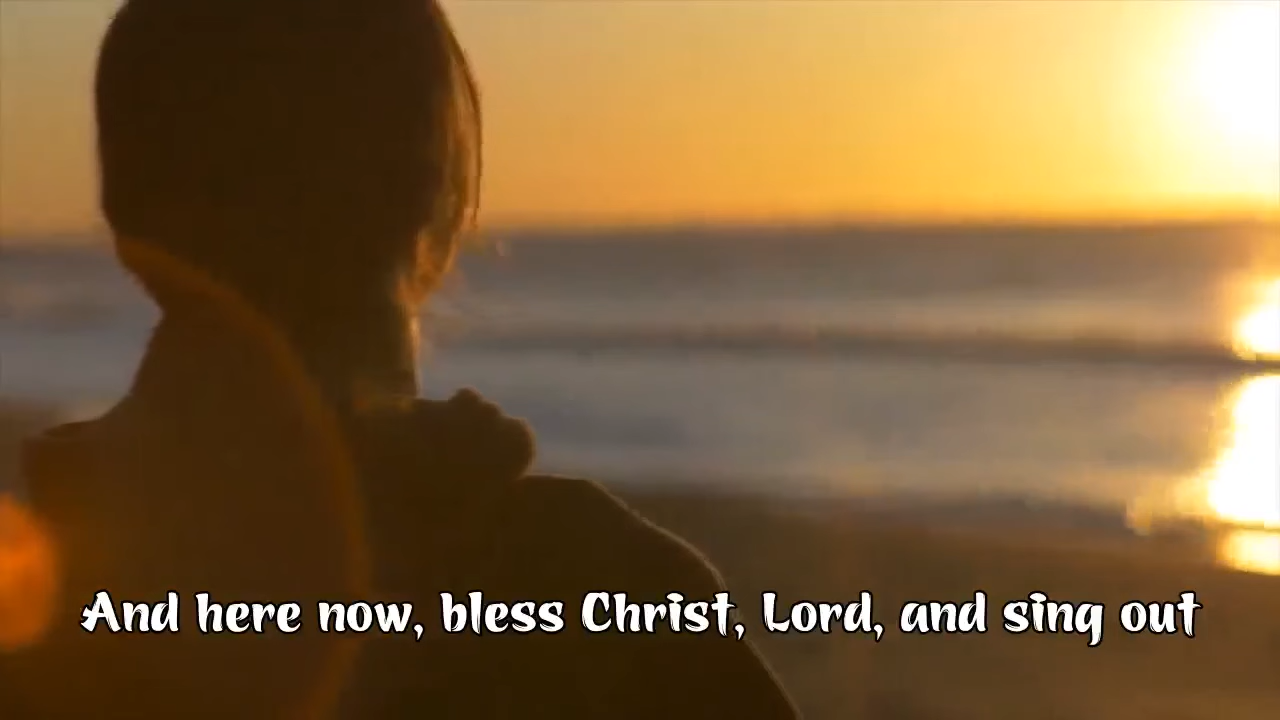 And here now, bless Christ, Lord, and sing out